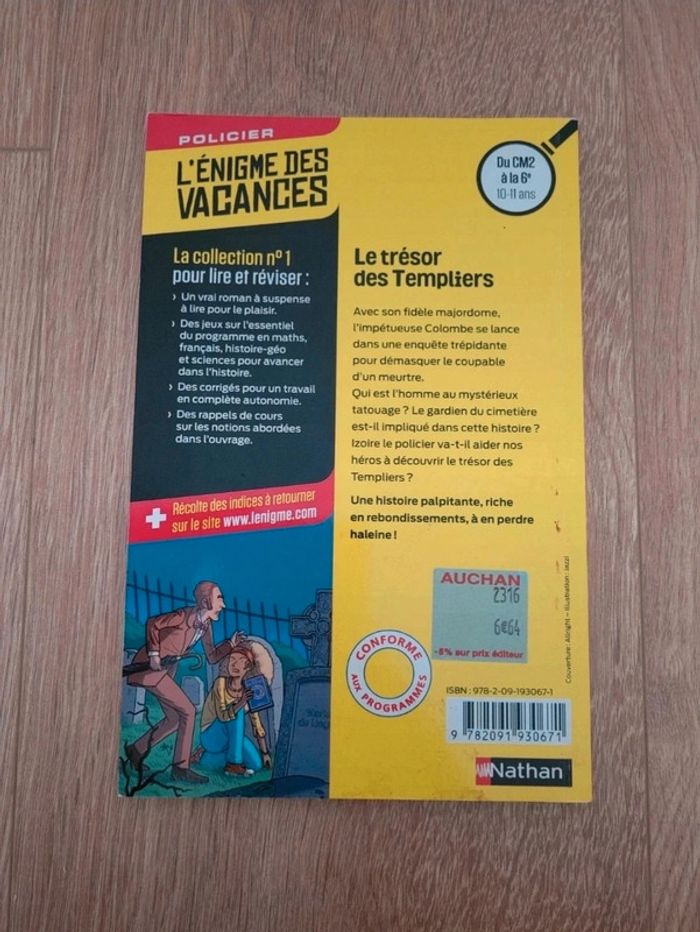 POLICIER
L'ÉNIGME DES
VACANCES
Du CM2
à la 6e
10-11 ans
La collection n° 1
pour lire et réviser :
› Un vrai roman à suspense
à lire pour le plaisir.
› Des jeux sur l'essentiel
du programme en maths,
français, histoire-géo
et sciences pour avancer
dans l'histoire.
› Des corrigés pour un travail
en complète autonomie.
› Des rappels de cours
sur les notions abordées
dans l'ouvrage.
+ Récolte des indices à retourner
sur le site www.lenigme.com
Le trésor
des Templiers
Avec son fidèle majordome,
l'impétueuse Colombe se lance
dans une enquête trépidante
pour démasquer le coupable
d'un meurtre.
Qui est l'homme au mystérieux
tatouage ? Le gardien du cimetière
est-il impliqué dans cette histoire ?
Izoire le policier va-t-il aider nos
héros à découvrir le trésor des
Templiers ?
Une histoire palpitante, riche
en rebondissements, à en perdre
haleine !
AUCHAN
2316
6€64
-5% sur prix éditeur
CONFORME
AUX PROGRAMMES
Couverture : Allright – Illustration : Jazzi
ISBN : 978-2-09-193067-1
9 782091 930671
Nathan